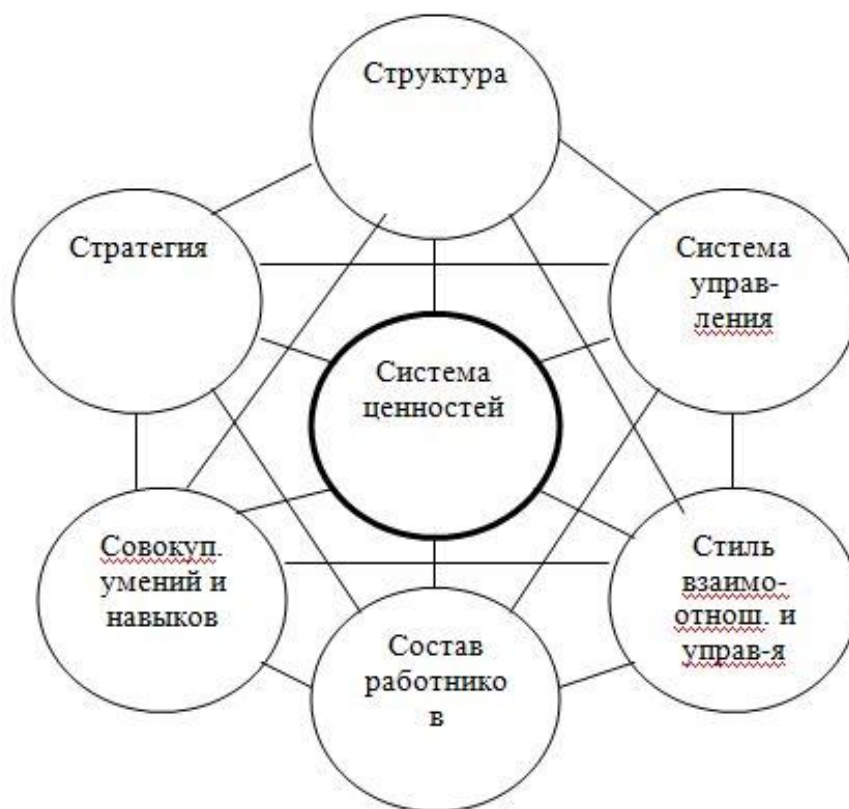 Структура
Стратегия
Система
управ-
ления
Система
ценностей
Совокуп.
умений и
навыков
Стиль
взаимо-
отнош. и
управ-я
Состав
работнико
в